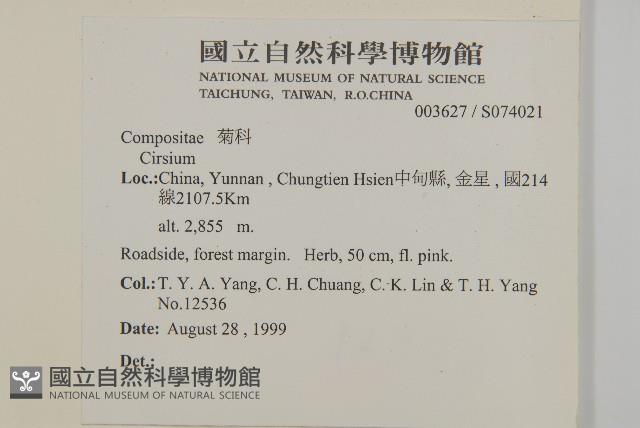 國立自然科學博物館
NATIONAL MUSEUM OF NATURAL SCIENCE
TAICHUNG, TAIWAN, R.O.CHINA
003627 / S074021
Compositae 菊科
Cirsium
Loc.:China, Yunnan , Chungtien Hsien中甸縣, 金星 , 國214
線2107.5Km
alt. 2,855 m.
Roadside, forest margin. Herb, 50 cm, fl. pink.
Col.: T. Y. A. Yang, C. H. Chuang, C. K. Lin & T. H. Yang
No.12536
Date: August 28 , 1999
Det.:
國立自然科學博物館
NATIONAL MUSEUM OF NATURAL SCIENCE